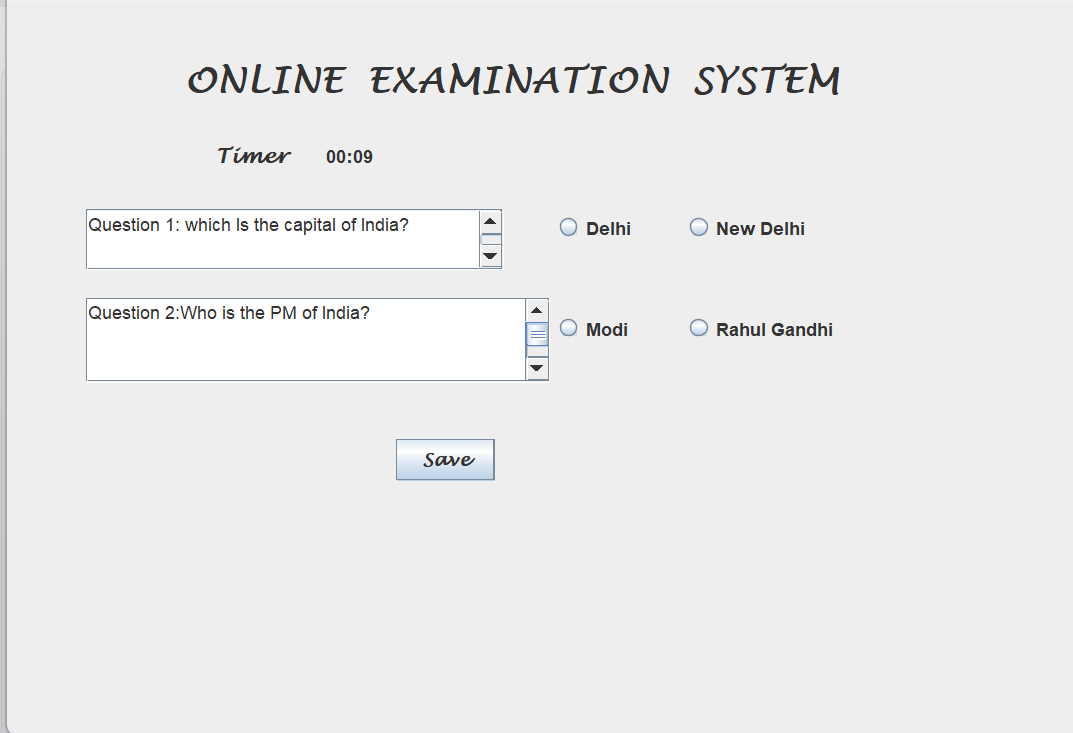 ONLINE EXAMINATION SYSTEM
Timer 00:09
Question 1: which Is the capital of India? Delhi New Delhi
Question 2:Who is the PM of India? Modi Rahul Gandhi
Save